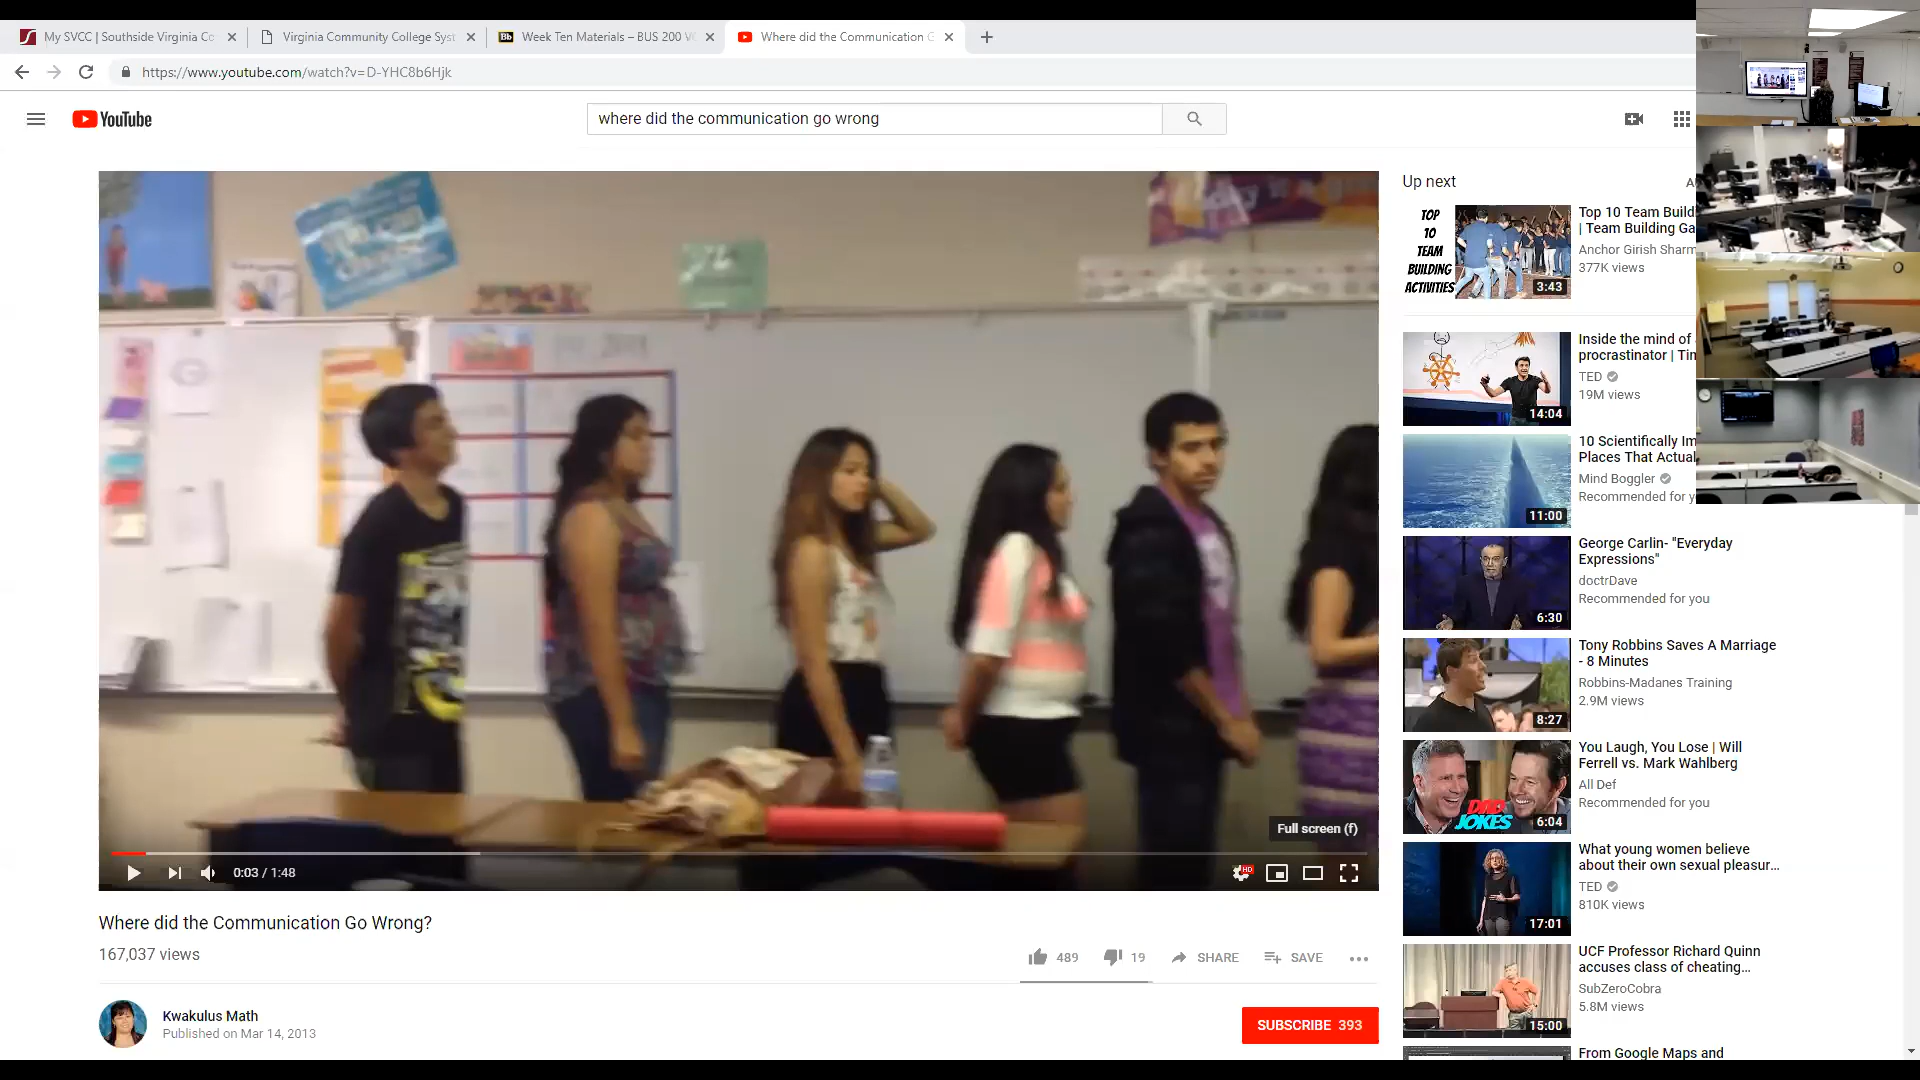 My SVCC | Southside Virginia Co
Virginia Community College Syst
Bb
Week Ten Materials – BUS 200 V
Where did the Communication G
https://www.youtube.com/watch?v=D-YHC8b6Hjk
YouTube
where did the communication go wrong
Up next
TOP
10
TEAM
BUILDING
ACTIVITIES
3:43
Top 10 Team Build
| Team Building Ga
Anchor Girish Sharm
377K views
14:04
Inside the mind of
procrastinator | Tim
TED
19M views
11:00
10 Scientifically Im
Places That Actual
Mind Boggler
Recommended for y
6:30
George Carlin- "Everyday
Expressions"
doctrDave
Recommended for you
8:27
Tony Robbins Saves A Marriage
- 8 Minutes
Robbins-Madanes Training
2.9M views
DAD
JOKES
6:04
You Laugh, You Lose | Will
Ferrell vs. Mark Wahlberg
All Def
Recommended for you
17:01
What young women believe
about their own sexual pleasur...
TED
810K views
15:00
UCF Professor Richard Quinn
accuses class of cheating...
SubZeroCobra
5.8M views
From Google Maps and
Full screen (f)
0:03 / 1:48
HD
Where did the Communication Go Wrong?
167,037 views
489
19
SHARE
SAVE
Kwakulus Math
Published on Mar 14, 2013
SUBSCRIBE 393